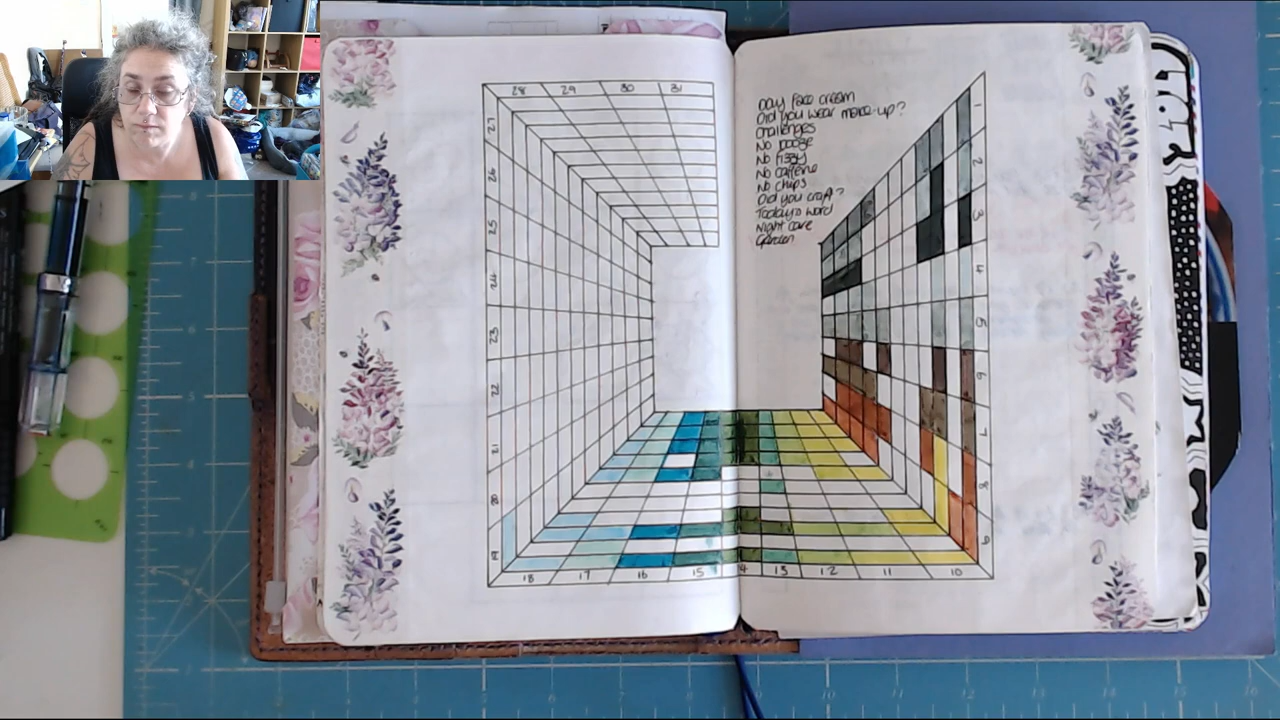 28 29 30 31
27
26
25
24
23
22
21
20
19
18 17 16 15 14 13 12 11 10
Day face cream
Did you wear make-up?
Challenges
No booze
No fizzy
No caffeine
No chips
Did you craft?
Today's word
Night care
Garden
1
2
3
4
5
6
7
8
9